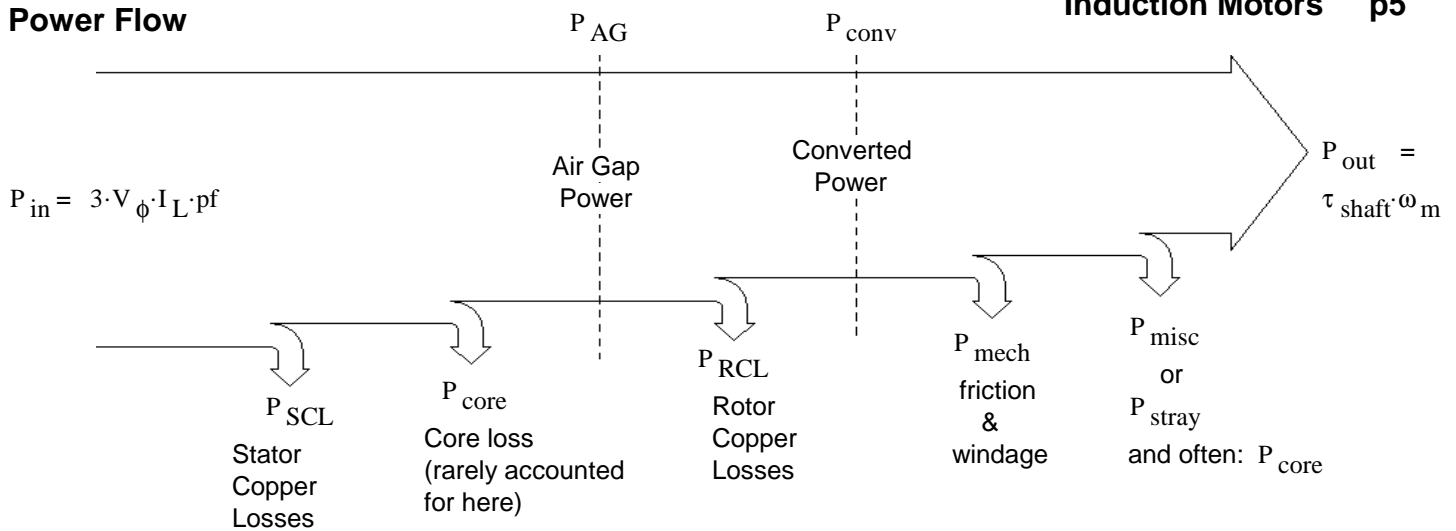 Power Flow
Induction Motors p5
P AG
P conv
Air Gap
Power
Converted
Power
P in = 3·V ϕ·I L·pf
P out =
τ shaft·ω m
P SCL
Stator
Copper
Losses
P core
Core loss
(rarely accounted
for here)
P RCL
Rotor
Copper
Losses
P mech
friction
&
windage
P misc
or
P stray
and often: P core